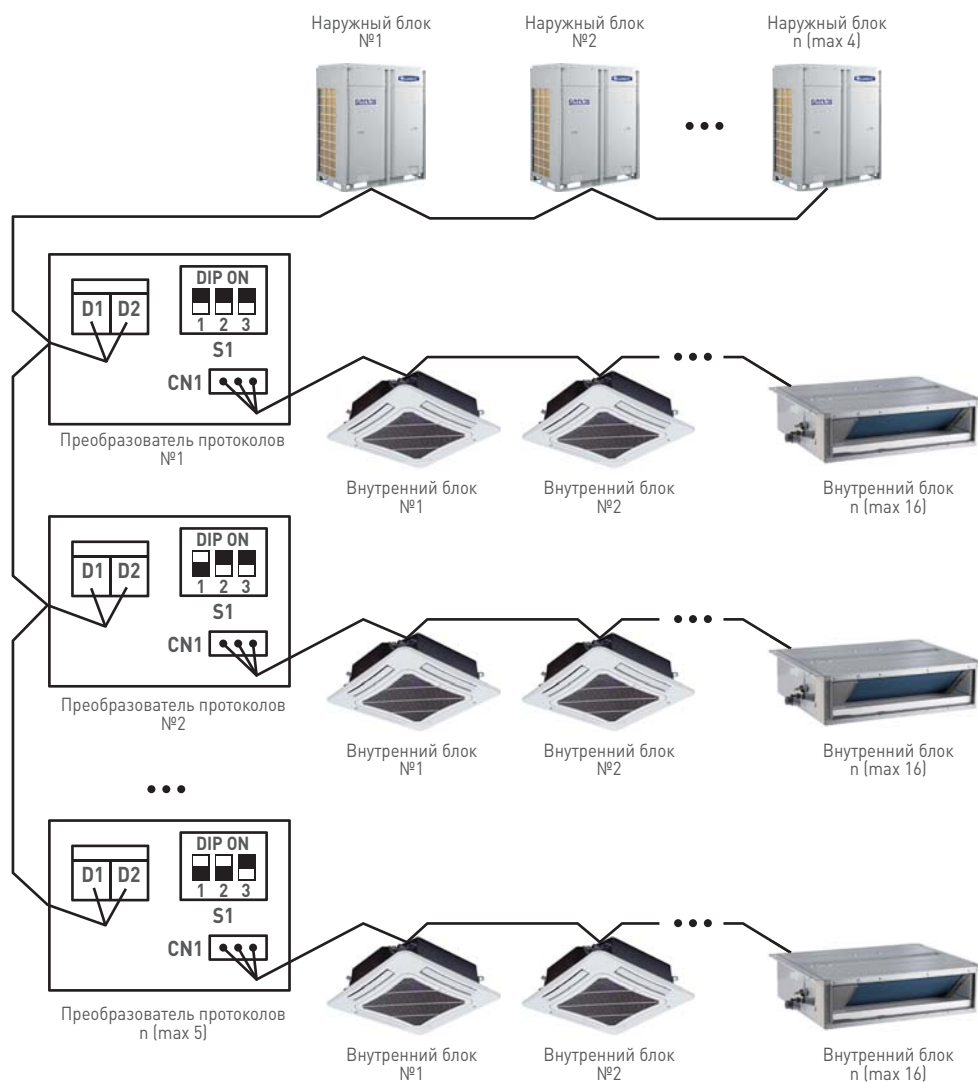 Наружный блок
№1
Наружный блок
№2
Наружный блок
n (max 4)
D1 D2
DIP ON
1 2 3
S1
CN1
Преобразователь протоколов
№1
Внутренний блок
№1
Внутренний блок
№2
Внутренний блок
n (max 16)
D1 D2
DIP ON
1 2 3
S1
CN1
Преобразователь протоколов
№2
Внутренний блок
№1
Внутренний блок
№2
Внутренний блок
n (max 16)
D1 D2
DIP ON
1 2 3
S1
CN1
Преобразователь протоколов
n (max 5)
Внутренний блок
№1
Внутренний блок
№2
Внутренний блок
n (max 16)